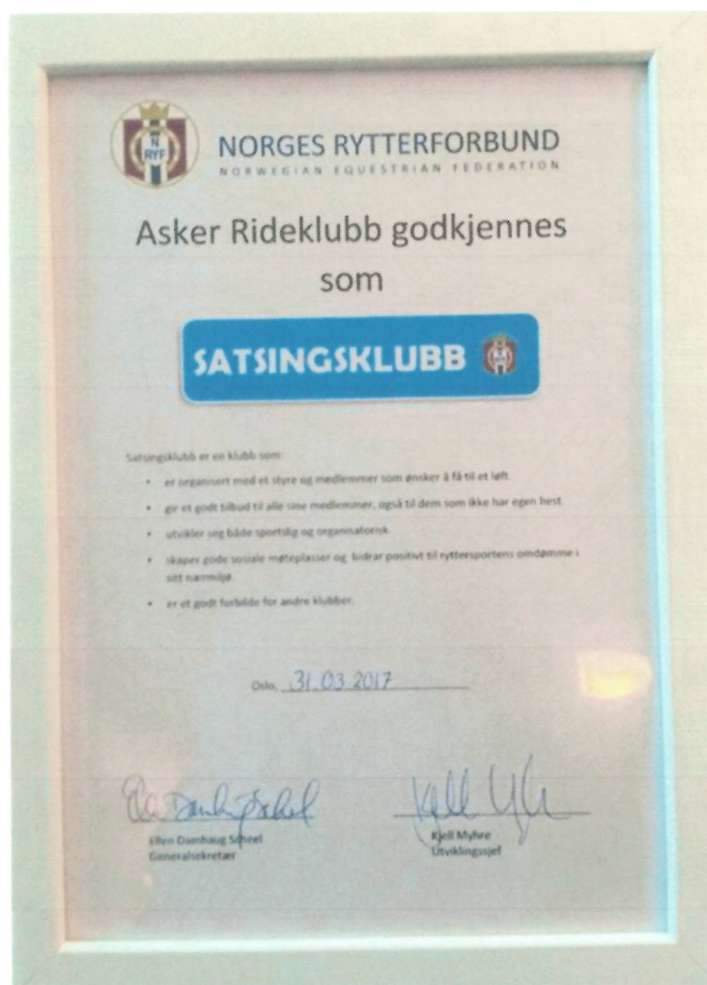 N
RYF
NORGES RYTTERFORBUND
NORWEGIAN EQUESTRIAN FEDERATION
Asker Rideklubb godkjennes
som
SATSINGSKLUBB
Satsingsklubb er en klubb som:
• er organisert med et styre og medlemmer som ønsker å få til et løft.
• gir et godt tilbud til alle sine medlemmer, også til dem som ikke har egen hest.
• utvikler seg både sportslig og organisatorisk.
• skaper gode sosiale møteplasser og bidrar positivt til ryttersportens omdømme i
sitt nærmiljø.
• er et godt forbilde for andre klubber.
Oslo, 31.03.2017
Ellen Damhaug Scheel
Generalsekretær
Kjell Myhre
Utviklingssjef